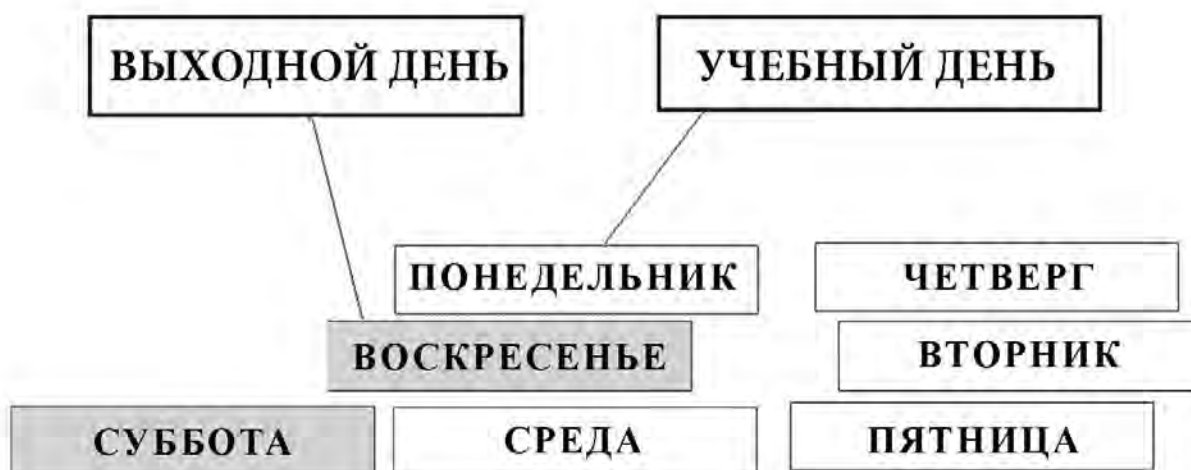 ВЫХОДНОЙ ДЕНЬ
УЧЕБНЫЙ ДЕНЬ
ПОНЕДЕЛЬНИК
ЧЕТВЕРГ
ВОСКРЕСЕНЬЕ
ВТОРНИК
СУББОТА
СРЕДА
ПЯТНИЦА